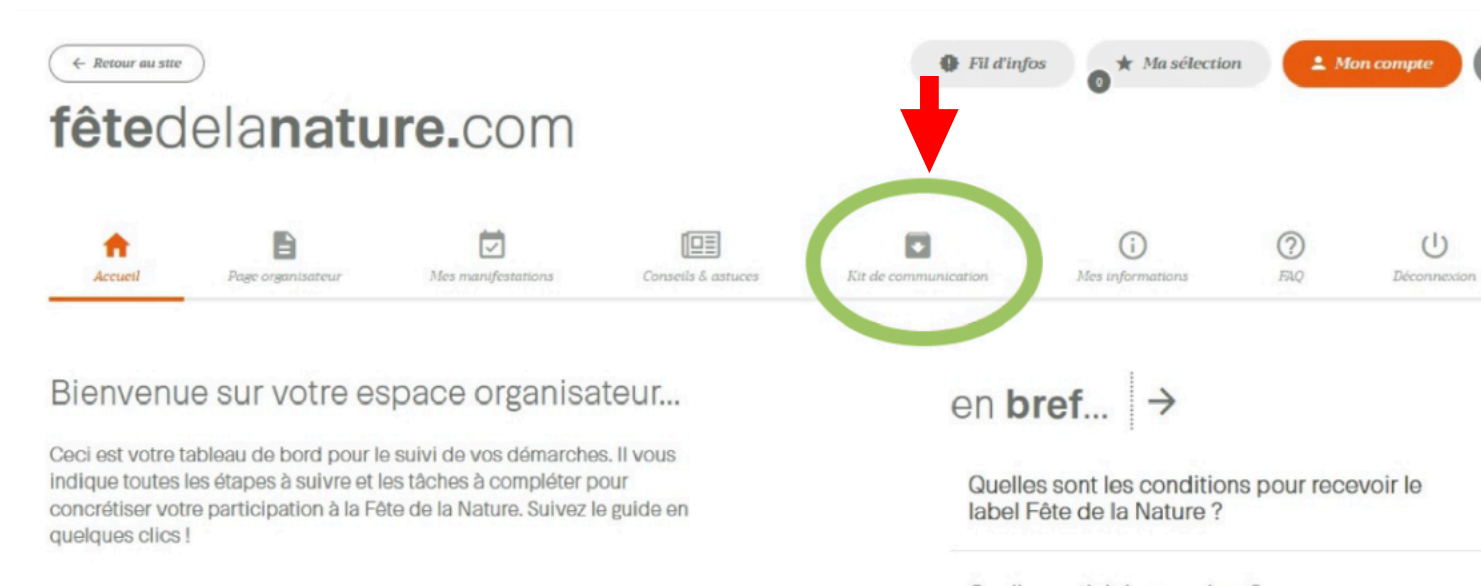 ← Retour au site
Fil d'infos
Ma sélection
0
Mon compte
fêtedelanature.com
Accueil
Page organisateur
Mes manifestations
Conseils & astuces
Kit de communication
Mes informations
FAQ
Déconnexion
Bienvenue sur votre espace organisateur...
en bref... →
Ceci est votre tableau de bord pour le suivi de vos démarches. Il vous
indique toutes les étapes à suivre et les tâches à compléter pour
concrétiser votre participation à la Fête de la Nature. Suivez le guide en
quelques clics !
Quelles sont les conditions pour recevoir le
label Fête de la Nature ?